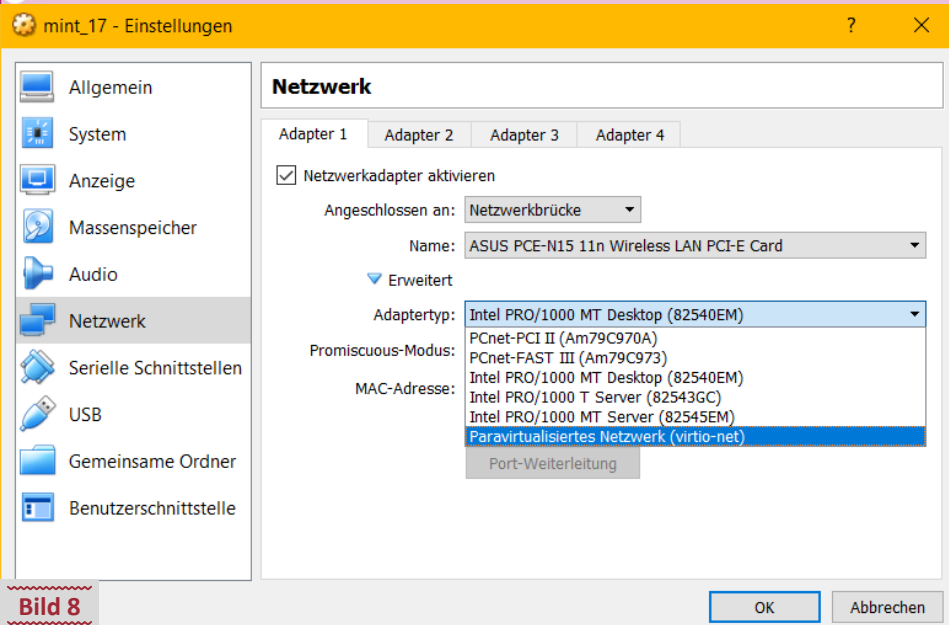 mint_17 - Einstellungen
?
Allgemein
System
Anzeige
Massenspeicher
Audio
Netzwerk
Serielle Schnittstellen
USB
Gemeinsame Ordner
Benutzerschnittstelle
Netzwerk
Adapter 1 Adapter 2 Adapter 3 Adapter 4
Netzwerkadapter aktivieren
Angeschlossen an: Netzwerkbrücke
Name: ASUS PCE-N15 11n Wireless LAN PCI-E Card
Erweitert
Adaptertyp: Intel PRO/1000 MT Desktop (82540EM)
PCnet-PCI II (Am79C970A)
Promiscuous-Modus: PCnet-FAST III (Am79C973)
Intel PRO/1000 MT Desktop (82540EM)
MAC-Adresse: Intel PRO/1000 T Server (82543GC)
Intel PRO/1000 MT Server (82545EM)
Paravirtualisiertes Netzwerk (virtio-net)
Port-Weiterleitung
Bild 8
OK Abbrechen